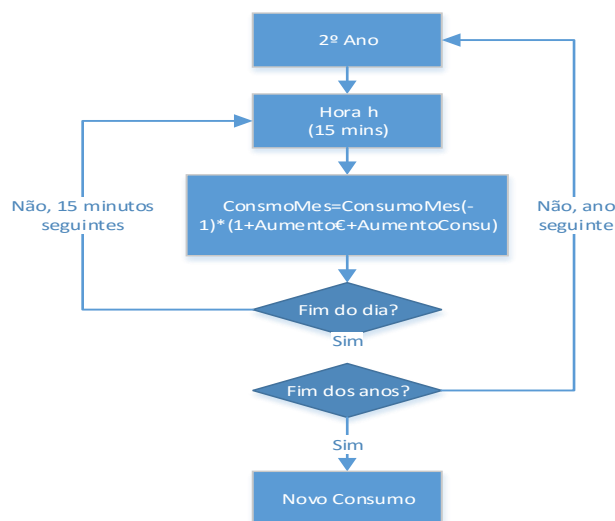 2º Ano
Hora h
(15 mins)
Não, 15 minutos
seguintes
ConsmoMes=ConsumoMes(-
1)*(1+Aumento€+AumentoConsu)
Não, ano
seguinte
Fim do dia?
Sim
Fim dos anos?
Sim
Novo Consumo